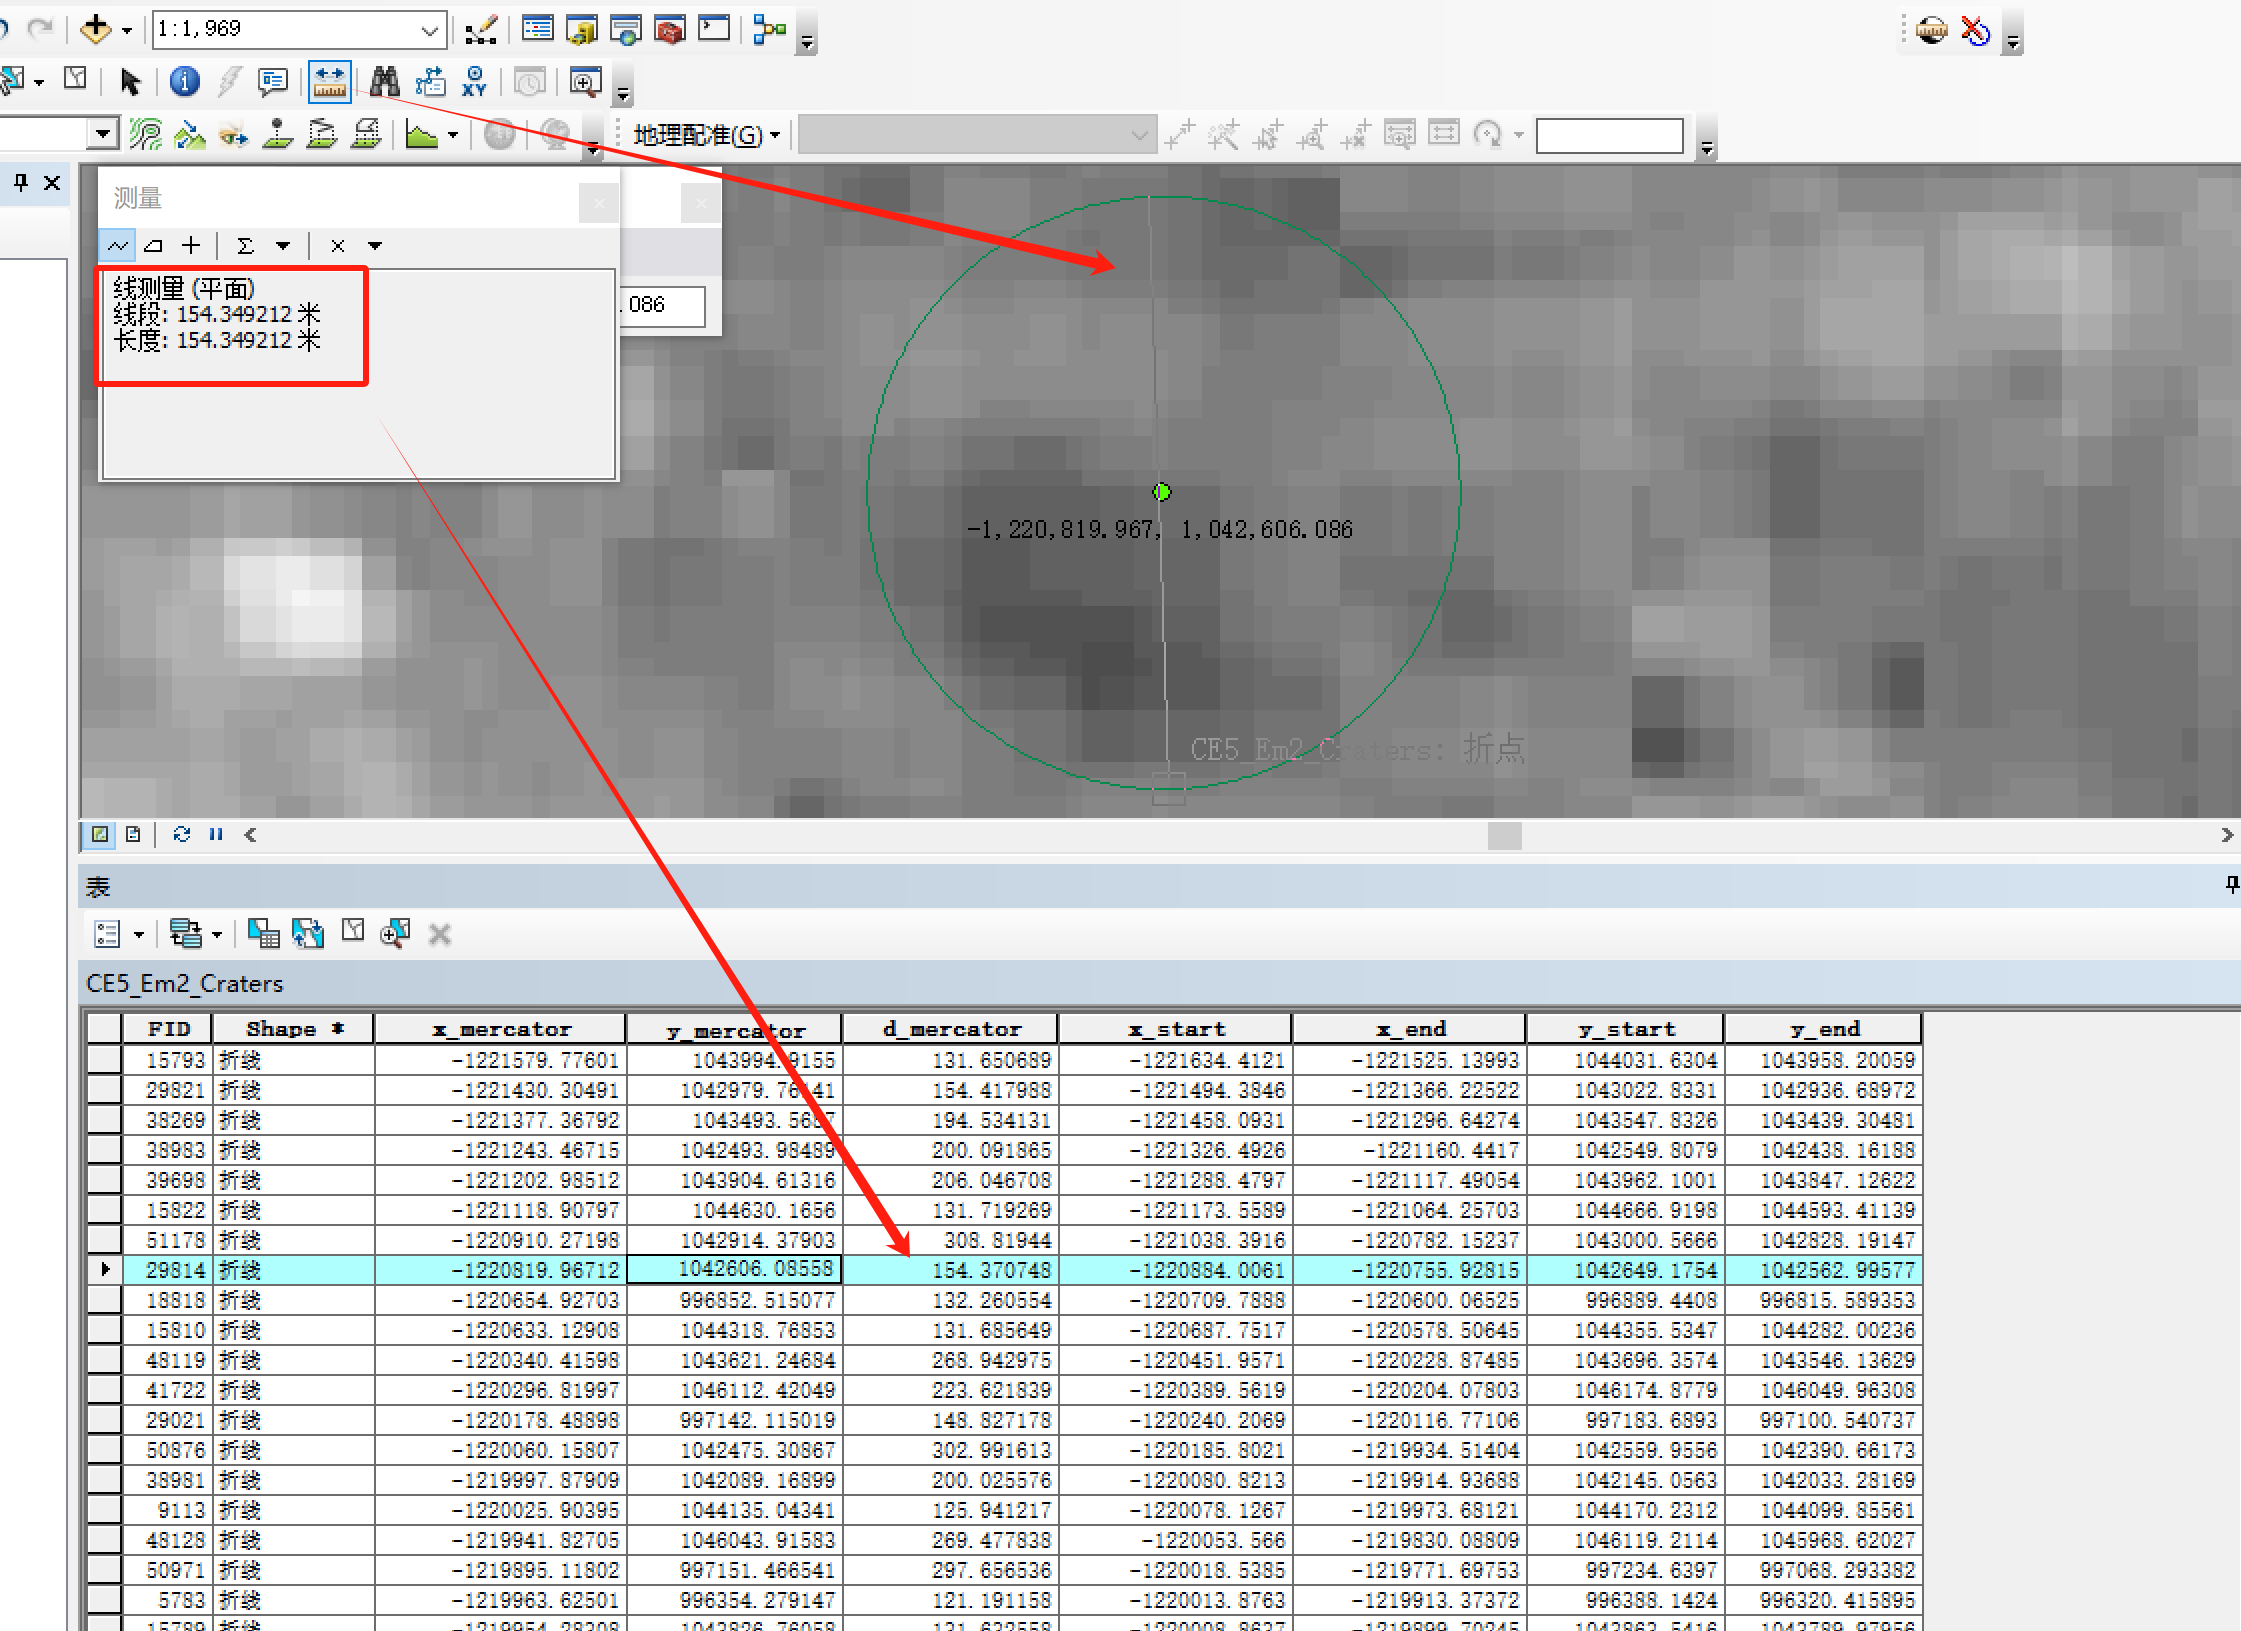 1:1,969
XY
地理配准(G)
测量
线测量 (平面)
线段: 154.349212 米
长度: 154.349212 米
.086
-1,220,819.967, 1,042,606.086
CE5_Em2_Craters: 折点
表
CE5_Em2_Craters
FID Shape * x_mercator y_mercator d_mercator x_start x_end y_start y_end
15793 折线 -1221579.77601 1043994.9155 131.650689 -1221634.4121 -1221525.13993 1044031.6304 1043958.20059
29821 折线 -1221430.30491 1042979.76141 154.417988 -1221494.3846 -1221366.22522 1043022.8331 1042936.68972
38269 折线 -1221377.36792 1043493.5687 194.534131 -1221458.0931 -1221296.64274 1043547.8326 1043439.30481
38983 折线 -1221243.46715 1042493.98489 200.091865 -1221326.4926 -1221160.4417 1042549.8079 1042438.16188
39698 折线 -1221202.98512 1043904.61316 206.046708 -1221288.4797 -1221117.49054 1043962.1001 1043847.12622
15822 折线 -1221118.90797 1044630.1656 131.719269 -1221173.5589 -1221064.25703 1044666.9198 1044593.41139
51178 折线 -1220910.27198 1042914.37903 308.81944 -1221038.3916 -1220782.15237 1043000.5666 1042828.19147
29814 折线 -1220819.96712 1042606.08558 154.370748 -1220884.0061 -1220755.92815 1042649.1754 1042562.99577
18818 折线 -1220654.92703 996852.515077 132.260554 -1220709.7888 -1220600.06525 996889.4408 996815.589353
15810 折线 -1220633.12908 1044318.76853 131.685649 -1220687.7517 -1220578.50645 1044355.5347 1044282.00236
48119 折线 -1220340.41598 1043621.24684 268.942975 -1220451.9571 -1220228.87485 1043696.3574 1043546.13629
41722 折线 -1220296.81997 1046112.42049 223.621839 -1220389.5619 -1220204.07803 1046174.8779 1046049.96308
29021 折线 -1220178.48898 997142.115019 148.827178 -1220240.2069 -1220116.77106 997183.6893 997100.540737
50876 折线 -1220060.15807 1042475.30867 302.991613 -1220185.8021 -1219934.51404 1042559.9556 1042390.66173
38981 折线 -1219997.87909 1042089.16899 200.025576 -1220080.8213 -1219914.93688 1042145.0563 1042033.28169
9113 折线 -1220025.90395 1044135.04341 125.941217 -1220078.1267 -1219973.68121 1044170.2312 1044099.85561
48128 折线 -1219941.82705 1046043.91583 269.477838 -1220053.566 -1219830.08809 1046119.2114 1045968.62027
50971 折线 -1219895.11802 997151.466541 297.656536 -1220018.5385 -1219771.69753 997234.6397 997068.293382
5783 折线 -1219963.62501 996354.279147 121.191158 -1220013.8763 -1219913.37372 996388.1424 996320.415895
15789 折线